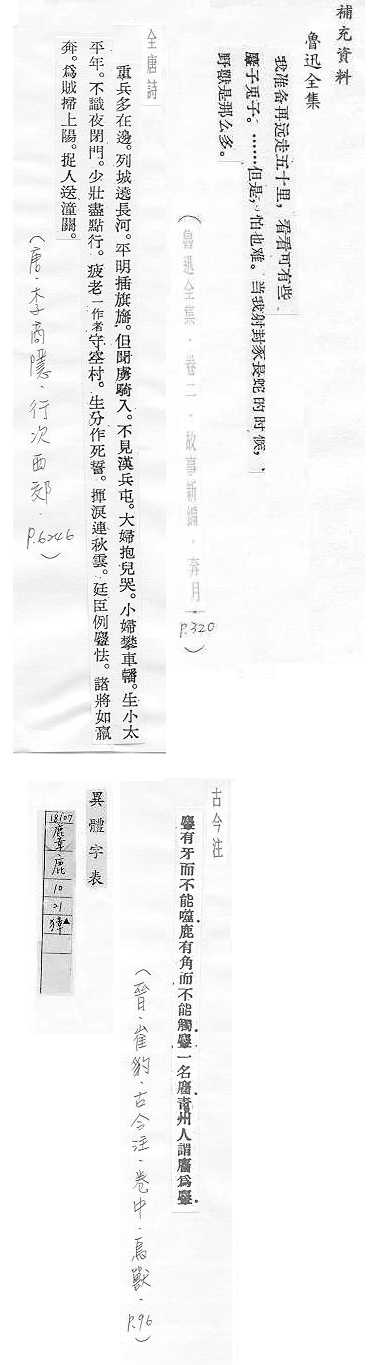 補充資料
魯迅全集
我准备再远走五十里，看看可有些
麞子兎子。……但是，怕也难。当我射封豕長蛇的时候，
野獸是那么多。
（魯迅全集．卷二．故事新編．奔月．P.320）
全唐詩
重兵多在邊。列城遶長河。平明插旗旛。但聞虜騎入。不見漢兵屯。大婦抱兒哭。小婦攀車轓。生小太
平年。不識夜閉門。少壯盡點行。疲老一作者守空村。生分作死誓。揮淚連秋雲。廷臣例麞怯。諸將如羸
奔。為賊掃上陽。捉人送潼關。
（唐．李商隱．行次西郊．P.6246）
古今注
麞有牙而不能噬鹿有角而不能觸麞一名麏青州人謂麏為麞
（晉．崔豹．古今注．卷中．鳥獸．P.96）
異體字表
18107
麞
鹿
10
21
獐▲